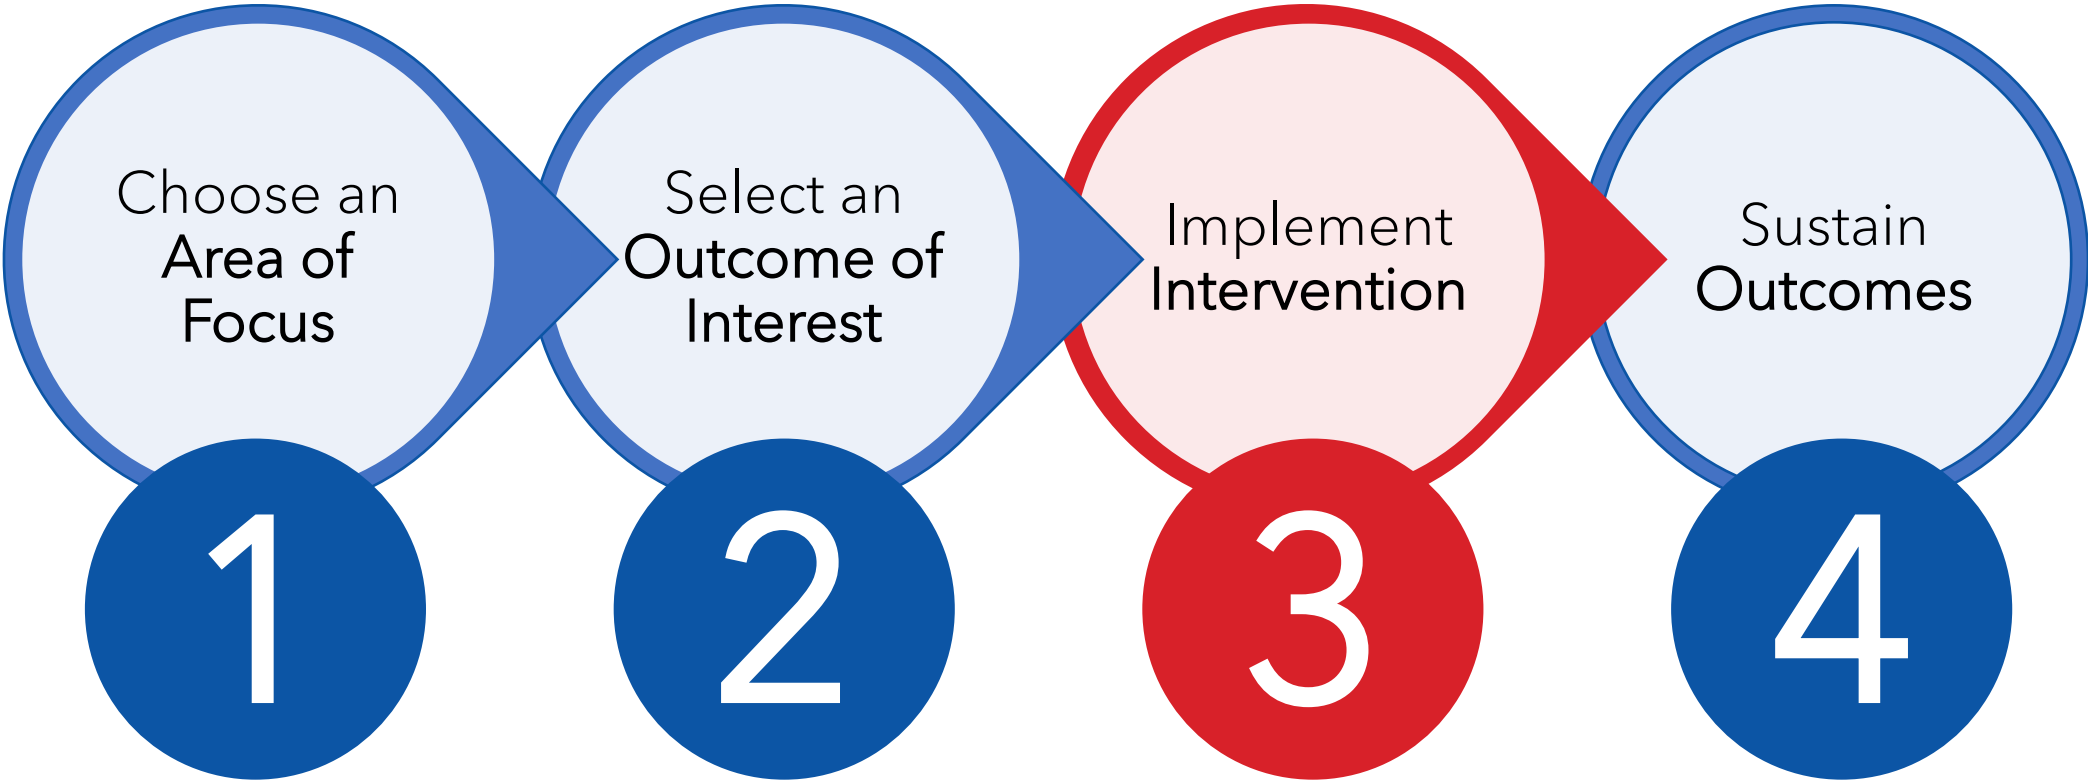 Choose an
Area of
Focus
1
Select an
Outcome of
Interest
2
Implement
Intervention
3
Sustain
Outcomes
4